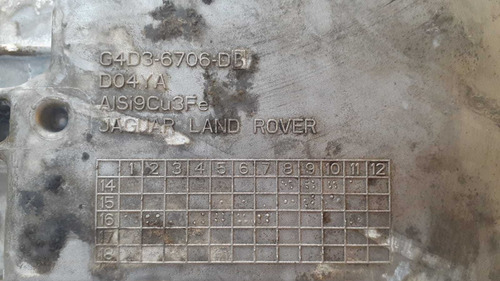 G4D3-6706-DB
D04YA
AlSi9Cu3Fe
JAGUAR LAND ROVER
1 2 3 4 5 6 7 8 9 10 11 12
14
15
16
17
18